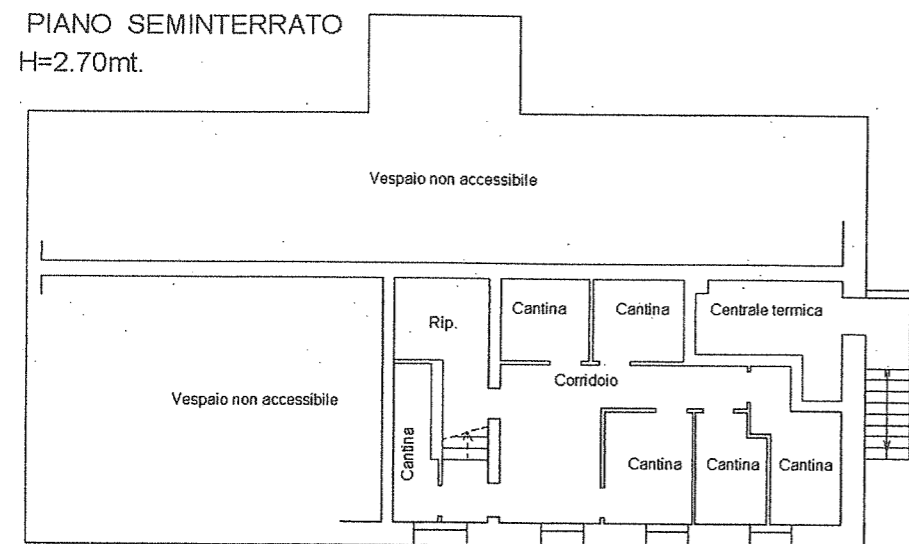 PIANO SEMINTERRATO
H=2.70mt.
Vespaio non accessibile
Cantina
Cantina
Centrale termica
Rip.
Corridoio
Vespaio non accessibile
Cantina
Cantina
Cantina
Cantina